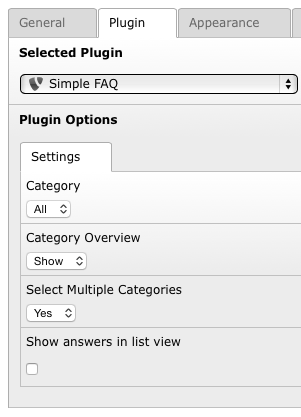 General Plugin Appearance
Selected Plugin
Simple FAQ
Plugin Options
Settings
Category
All
Category Overview
Show
Select Multiple Categories
Yes
Show answers in list view